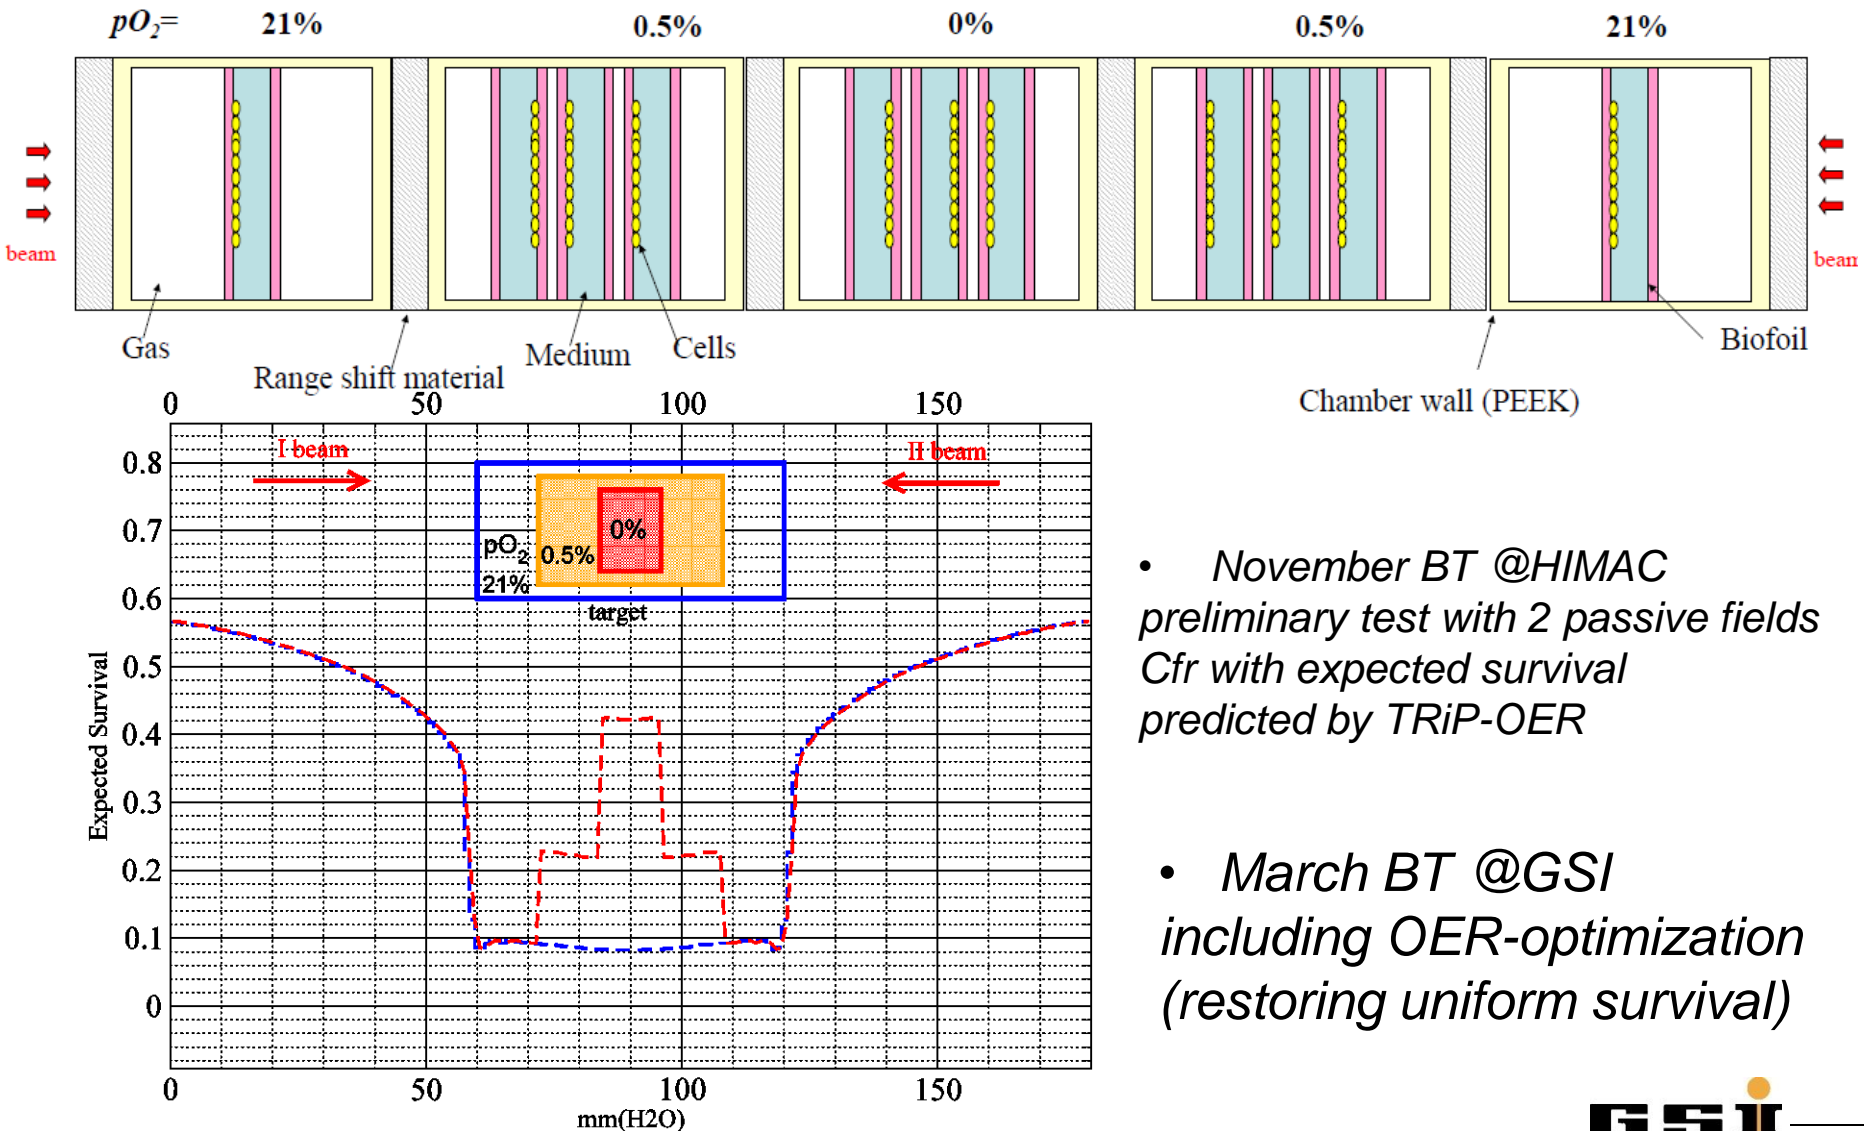 pO2= 21% 0.5% 0% 0.5% 21%
beam
beam
Gas
Range shift material
Medium
Cells
Chamber wall (PEEK)
Biofoil
0 50 100 150
I beam
II beam
0.8
0.7
0.6
0.5
0.4
0.3
0.2
0.1
0
Expected Survival
pO2
21%
0.5%
0%
target
0 50 100 150
mm(H2O)
• November BT @HIMAC
preliminary test with 2 passive fields
Cfr with expected survival
predicted by TRiP-OER
• March BT @GSI
including OER-optimization
(restoring uniform survival)
GSI